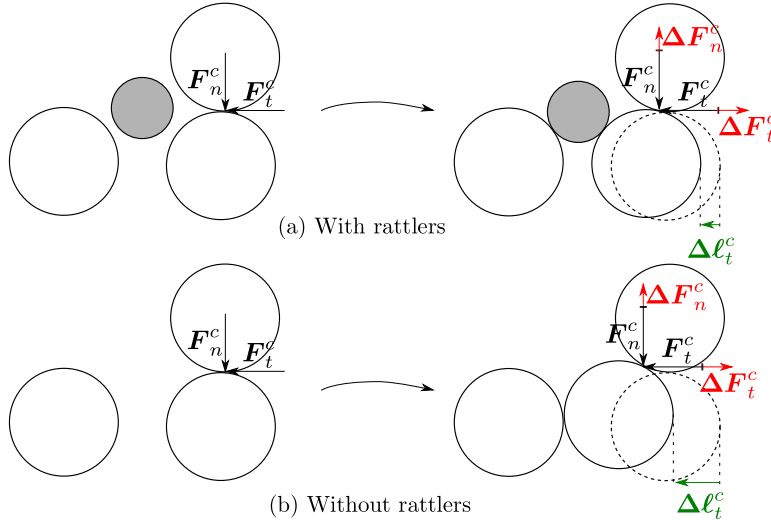 F_n^c
F_t^c
ΔF_n^c
F_n^c
F_t^c
ΔF_t^c
(a) With rattlers
Δℓ_t^c
F_n^c
F_t^c
ΔF_n^c
F_n^c
F_t^c
ΔF_t^c
Δℓ_t^c
(b) Without rattlers